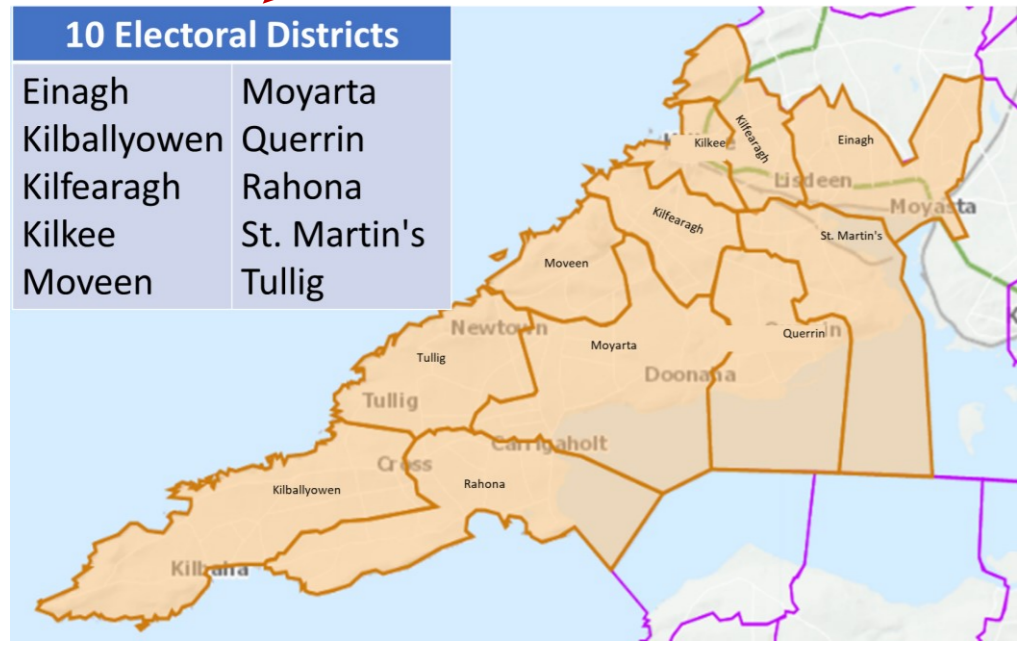 10 Electoral Districts
Einagh Moyarta
Kilballyowen Querrin
Kilfearagh Rahona
Kilkee St. Martin's
Moveen Tullig
Kilkee
Kilfearagh
Einagh
Lisdeen
Moyasta
Kilfearagh
St. Martin's
Moveen
Newtown
Querrin
Moyarta
Tullig
Doonaha
Tullig
Carrigaholt
Cross
Rahona
Kilballyowen
Kilbaha